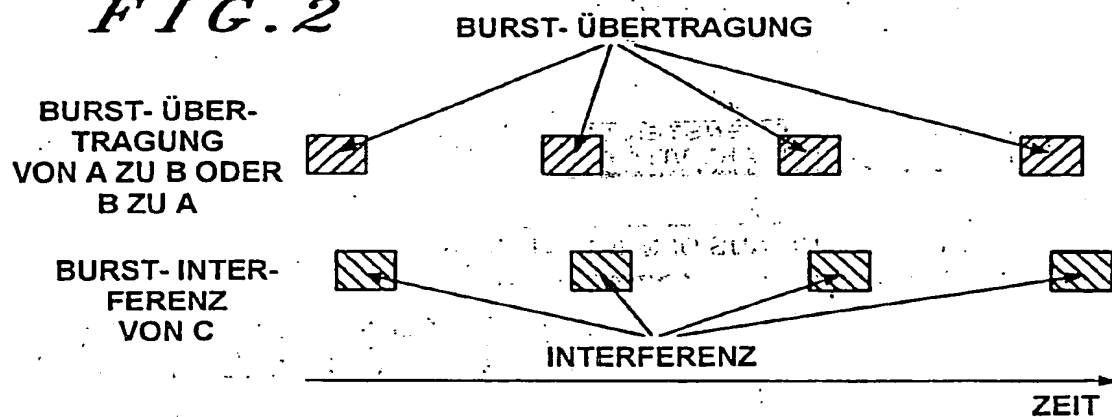 FIG. 2
BURST- ÜBERTRAGUNG
BURST- ÜBER-
TRAGUNG
VON A ZU B ODER
B ZU A
BURST- INTER-
FERENZ
VON C
INTERFERENZ
ZEIT